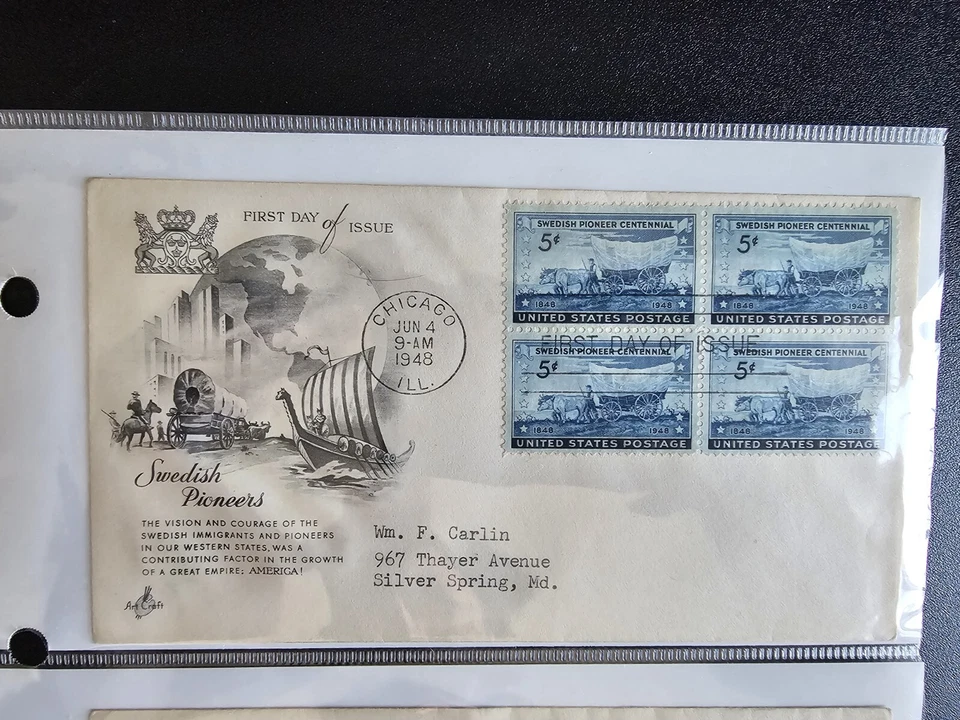 FIRST DAY of ISSUE
CHICAGO
JUN 4
9-AM
1948
ILL.
SWEDISH PIONEER CENTENNIAL
5¢
1848 1948
UNITED STATES POSTAGE
SWEDISH PIONEER CENTENNIAL
5¢
1848 1948
UNITED STATES POSTAGE
FIRST DAY OF ISSUE
SWEDISH PIONEER CENTENNIAL
5¢
1848 1948
UNITED STATES POSTAGE
SWEDISH PIONEER CENTENNIAL
5¢
1848 1948
UNITED STATES POSTAGE
Swedish
Pioneers
THE VISION AND COURAGE OF THE
SWEDISH IMMIGRANTS AND PIONEERS
IN OUR WESTERN STATES, WAS A
CONTRIBUTING FACTOR IN THE GROWTH
OF A GREAT EMPIRE; AMERICA!
Art Craft
Wm. F. Carlin
967 Thayer Avenue
Silver Spring, Md.